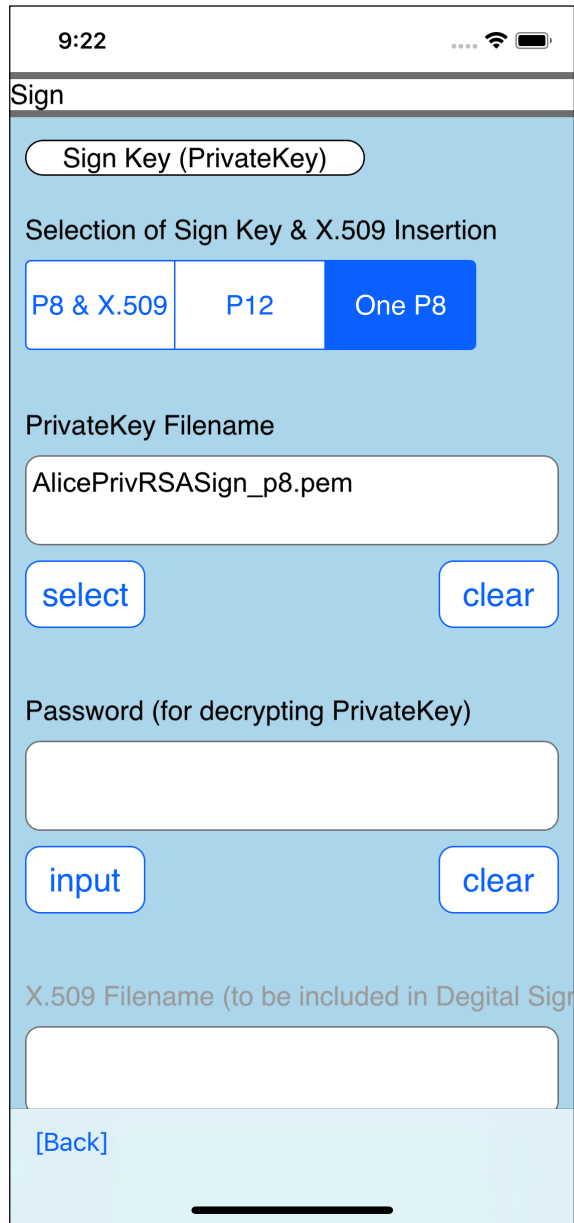 9:22
Sign
Sign Key (PrivateKey)
Selection of Sign Key & X.509 Insertion
P8 & X.509 P12 One P8
PrivateKey Filename
AlicePrivRSASign_p8.pem
select clear
Password (for decrypting PrivateKey)
input clear
X.509 Filename (to be included in Degital Sign
[Back]